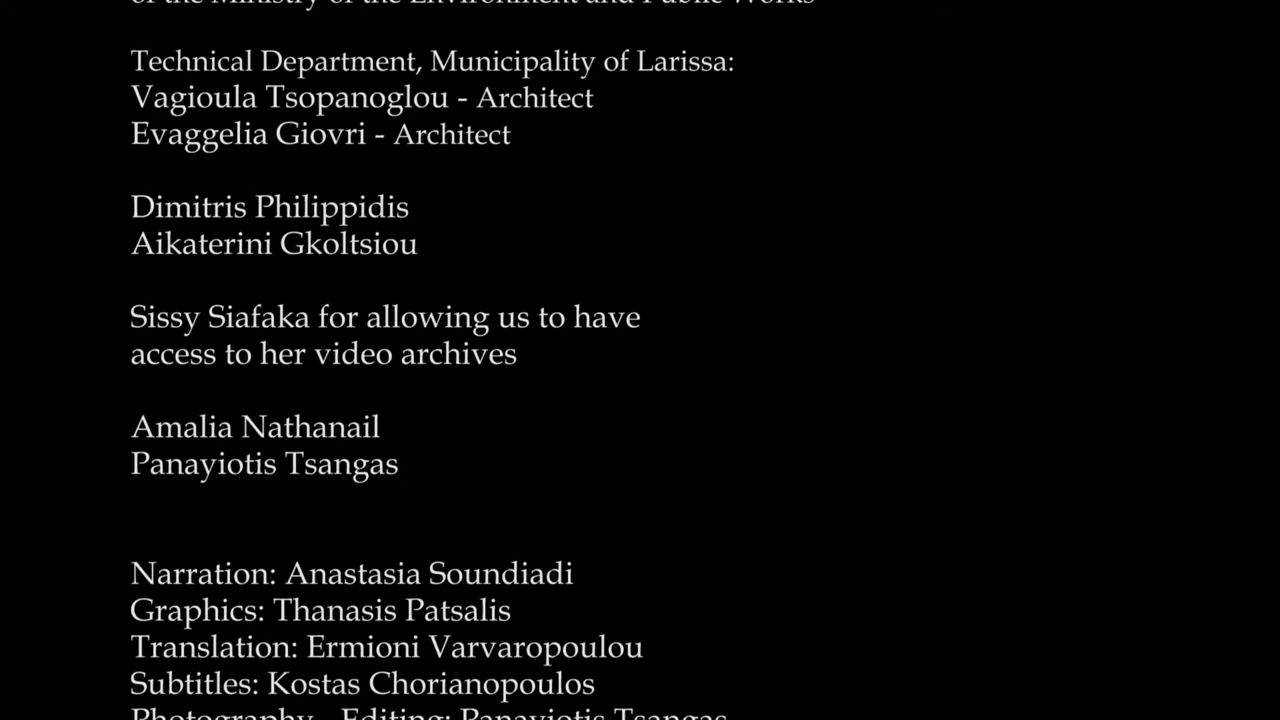 of the Ministry of the Environment and Public Works
Technical Department, Municipality of Larissa:
Vagioula Tsopanoglou - Architect
Evaggelia Giovri - Architect
Dimitris Philippidis
Aikaterini Gkoltsiou
Sissy Siafaka for allowing us to have
access to her video archives
Amalia Nathanail
Panayiotis Tsangas
Narration: Anastasia Soundiadi
Graphics: Thanasis Patsalis
Translation: Ermioni Varvaropoulou
Subtitles: Kostas Chorianopoulos
Photography - Editing: Panayiotis Tsangas